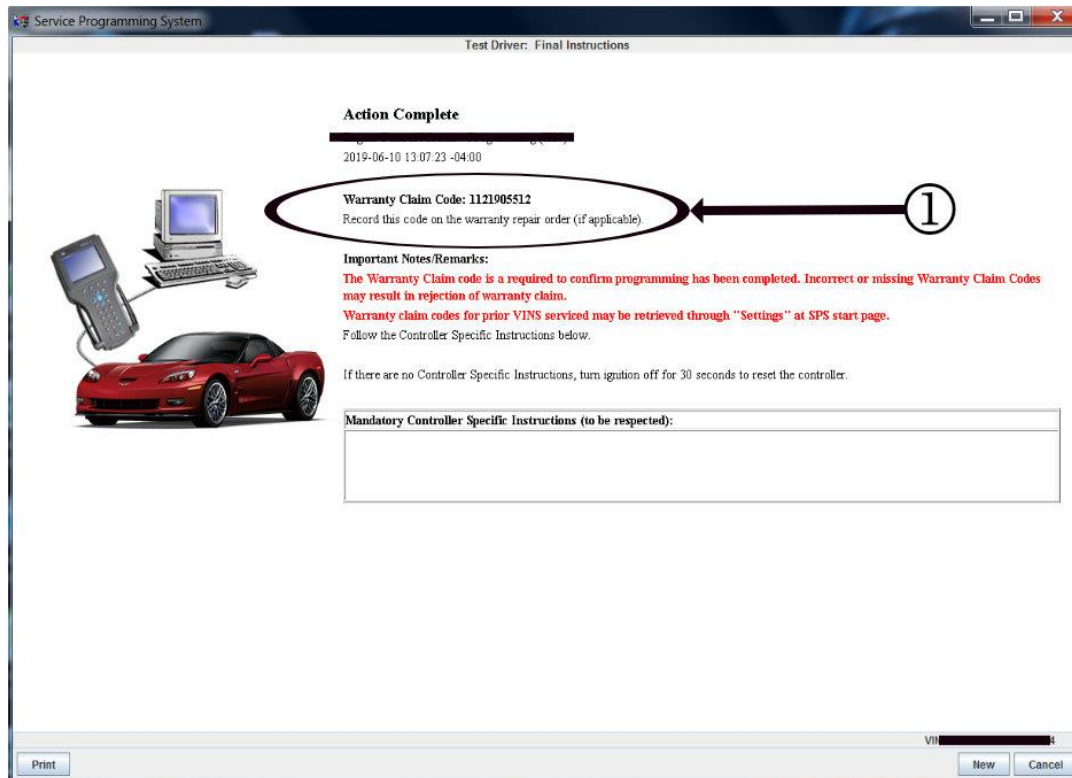 Service Programming System
Test Driver: Final Instructions
Action Complete
2019-06-10 13:07:23 -04:00
Warranty Claim Code: 1121905512
Record this code on the warranty repair order (if applicable).
1
Important Notes/Remarks:
The Warranty Claim code is a required to confirm programming has been completed. Incorrect or missing Warranty Claim Codes
may result in rejection of warranty claim.
Warranty claim codes for prior VINS serviced may be retrieved through "Settings" at SPS start page.
Follow the Controller Specific Instructions below.
If there are no Controller Specific Instructions, turn ignition off for 30 seconds to reset the controller.
Mandatory Controller Specific Instructions (to be respected):
4
Print
New
Cancel